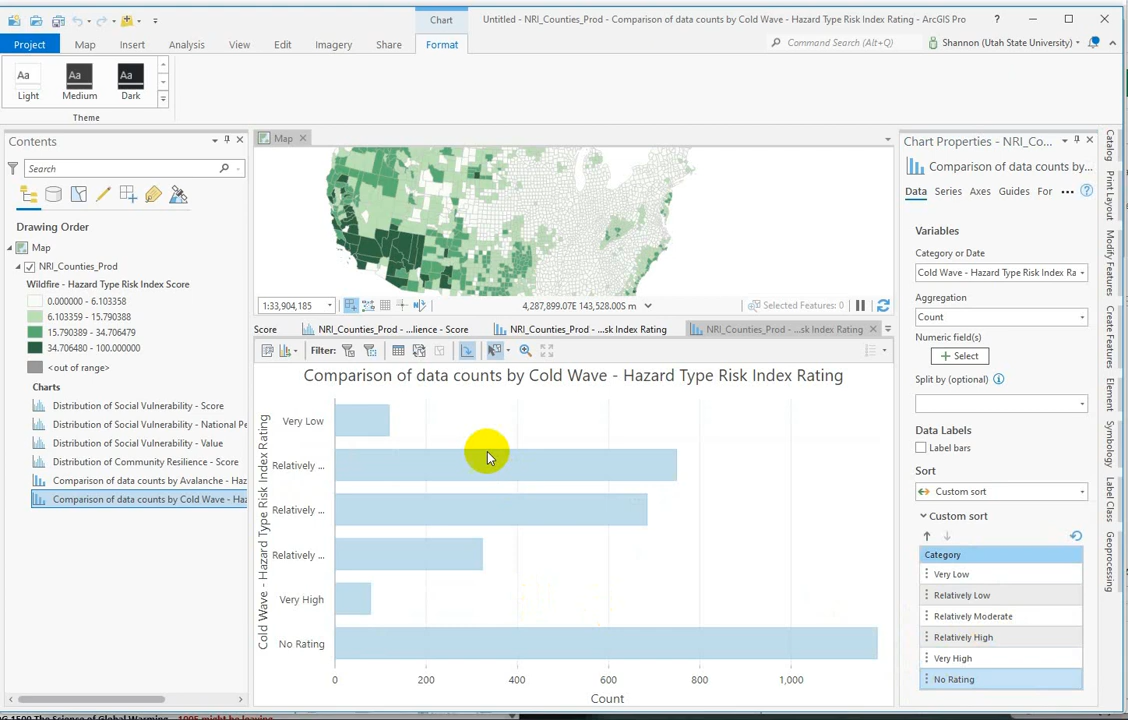 Chart
Untitled - NRI_Counties_Prod - Comparison of data counts by Cold Wave - Hazard Type Risk Index Rating - ArcGIS Pro
?
Project Map Insert Analysis View Edit Imagery Share Format
Command Search (Alt+Q)
Shannon (Utah State University)
Aa Aa Aa
Light Medium Dark
Theme
Contents
Search
Drawing Order
Map
NRI_Counties_Prod
Wildfire - Hazard Type Risk Index Score
0.000000 - 6.103358
6.103359 - 15.790388
15.790389 - 34.706479
34.706480 - 100.000000
<out of range>
Charts
Distribution of Social Vulnerability - Score
Distribution of Social Vulnerability - National Pe
Distribution of Social Vulnerability - Value
Distribution of Community Resilience - Score
Comparison of data counts by Avalanche - Haz
Comparison of data counts by Cold Wave - Ha
Map
1:33,904,185
4,287,899.07E 143,528.00S m
Selected Features: 0
Score NRI_Counties_Prod - ...lience - Score NRI_Counties_Prod - ...sk Index Rating NRI_Counties_Prod - ...sk Index Rating
Filter:
Comparison of data counts by Cold Wave - Hazard Type Risk Index Rating
Cold Wave - Hazard Type Risk Index Rating
Very Low
Relatively ...
Relatively ...
Relatively ...
Very High
No Rating
0 200 400 600 800 1,000
Count
Chart Properties - NRI_Co...
Comparison of data counts by...
Data Series Axes Guides For
Variables
Category or Date
Cold Wave - Hazard Type Risk Index Ra
Aggregation
Count
Numeric field(s)
Select
Split by (optional)
Data Labels
Label bars
Sort
Custom sort
Custom sort
Category
Very Low
Relatively Low
Relatively Moderate
Relatively High
Very High
No Rating
Catalog
Print Layout
Modify Features
Create Features
Element
Symbology
Label Class
Geoprocessing